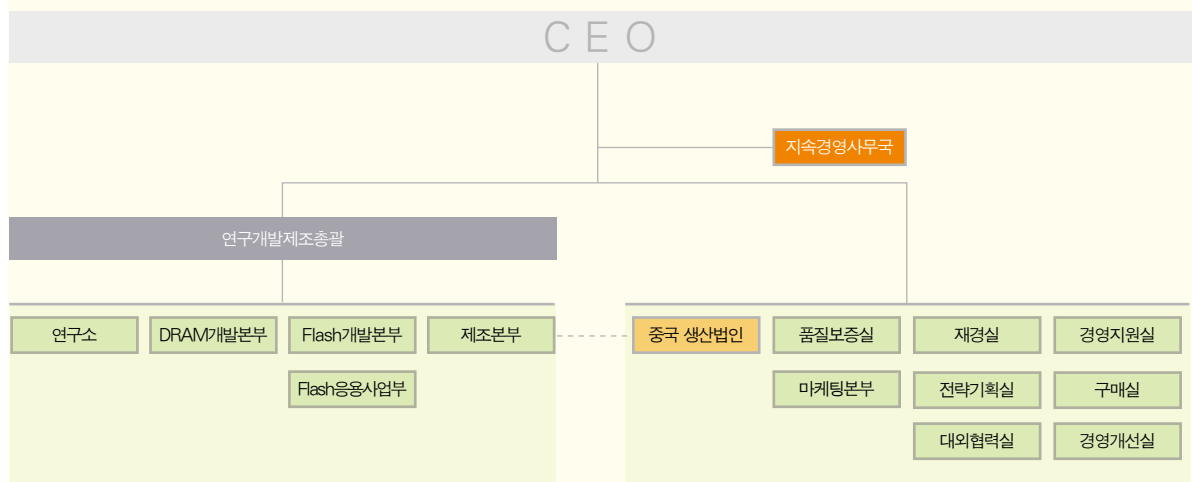 CEO
지속경영사무국
연구개발제조총괄
연구소
DRAM개발본부
Flash개발본부
제조본부
중국 생산법인
품질보증실
재경실
경영지원실
Flash응용사업부
마케팅본부
전략기획실
구매실
대외협력실
경영개선실